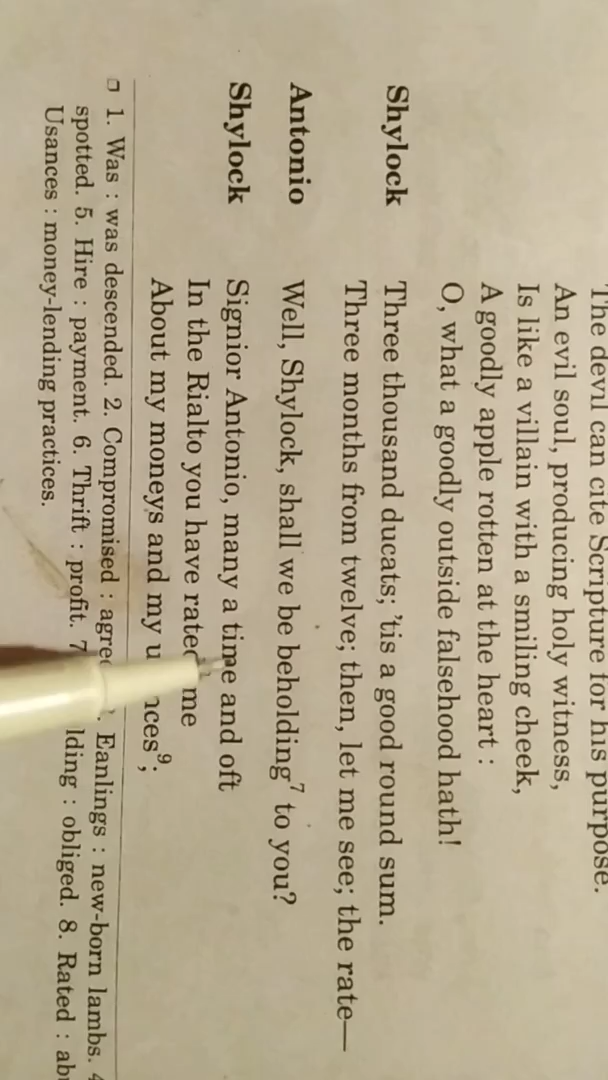 The devil can cite Scripture for his purpose.
An evil soul, producing holy witness,
Is like a villain with a smiling cheek,
A goodly apple rotten at the heart :
O, what a goodly outside falsehood hath!
Shylock Three thousand ducats; 'tis a good round sum.
Three months from twelve; then, let me see; the rate—
Antonio Well, Shylock, shall we be beholding⁷ to you?
Shylock Signior Antonio, many a time and oft
In the Rialto you have rated me
About my moneys and my
1. Was : was descended. 2. Compromised : Eanlings : new-born lambs.
spotted. 5. Hire : payment. 6. Thrift : profit. 7 : obliged. 8. Rated :
Usances : money-lending practices.